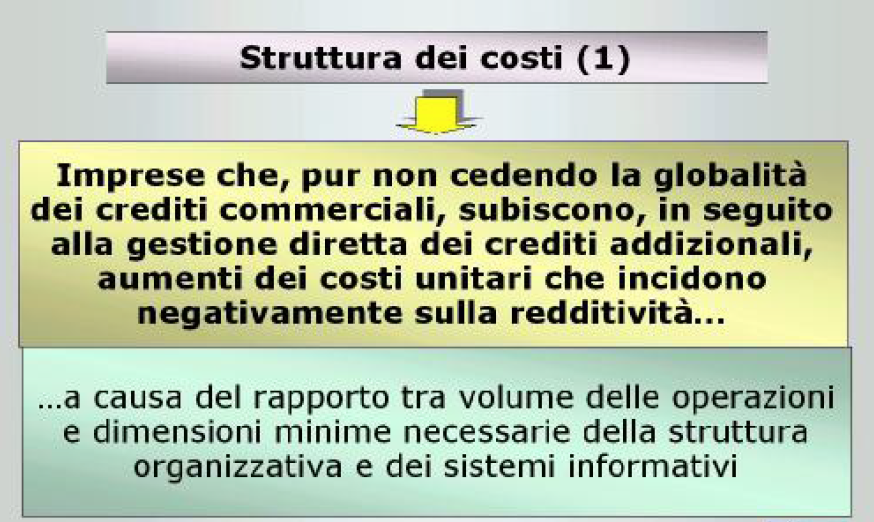 Struttura dei costi (1)
Imprese che, pur non cedendo la globalità
dei crediti commerciali, subiscono, in seguito
alla gestione diretta dei crediti addizionali,
aumenti dei costi unitari che incidono
negativamente sulla redditività...
...a causa del rapporto tra volume delle operazioni
e dimensioni minime necessarie della struttura
organizzativa e dei sistemi informativi